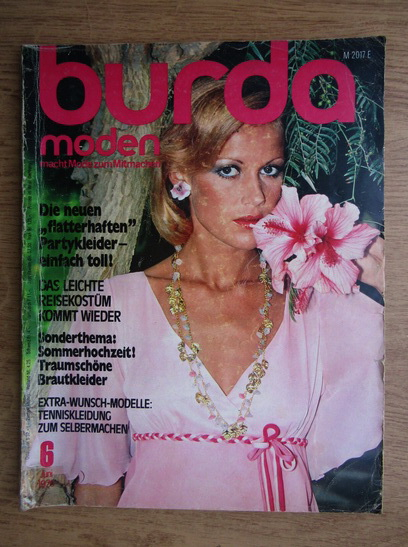 M 2017 E
burda
moden
macht Mode zum Mitmachen
Die neuen
„flatterhaften”
Partykleider–
einfach toll!
DAS LEICHTE
REISEKOSTÜM
KOMMT WIEDER
Sonderthema:
Sommerhochzeit!
Traumschöne
Brautkleider
EXTRA-WUNSCH-MODELLE:
TENNISKLEIDUNG
ZUM SELBERMACHEN
6